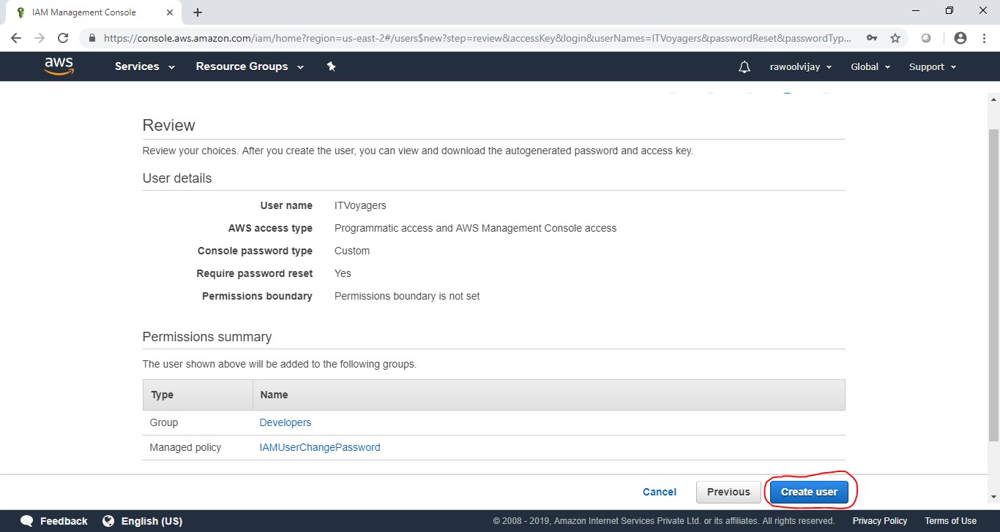 IAM Management Console
https://console.aws.amazon.com/iam/home?region=us-east-2#/users$new?step=review&accessKey&login&userNames=ITVoyagers&passwordReset&passwordTyp...
aws Services Resource Groups rawoolvijay Global Support
Review
Review your choices. After you create the user, you can view and download the autogenerated password and access key.
User details
User name ITVoyagers
AWS access type Programmatic access and AWS Management Console access
Console password type Custom
Require password reset Yes
Permissions boundary Permissions boundary is not set
Permissions summary
The user shown above will be added to the following groups.
Type Name
Group Developers
Managed policy IAMUserChangePassword
Cancel Previous Create user
Feedback English (US) © 2008 - 2019, Amazon Internet Services Private Ltd. or its affiliates. All rights reserved. Privacy Policy Terms of Use